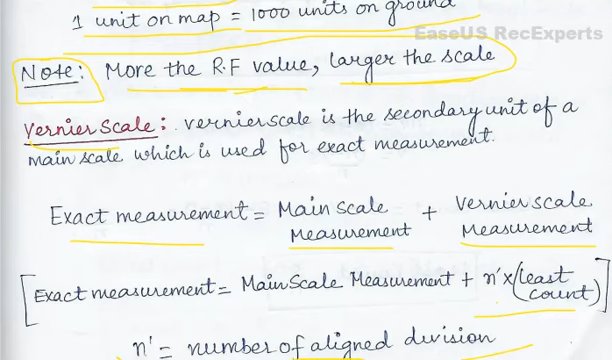 1 unit on map = 1000 units on ground
EaseUS RecExperts
Note: More the R.F value, larger the scale
Vernier Scale: vernier scale is the secondary unit of a
main scale which is used for exact measurement.
Exact measurement = Main Scale Measurement + Vernier Scale Measurement
[Exact measurement = Main Scale Measurement + n'x(least count)]
n' = number of aligned division